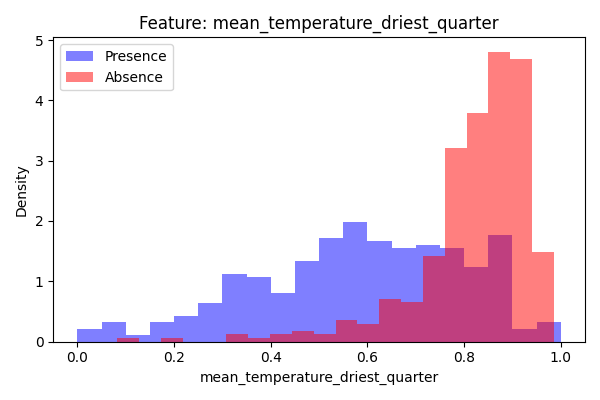 Feature: mean_temperature_driest_quarter
Presence
Absence
Density
5
4
3
2
1
0
0.0 0.2 0.4 0.6 0.8 1.0
mean_temperature_driest_quarter